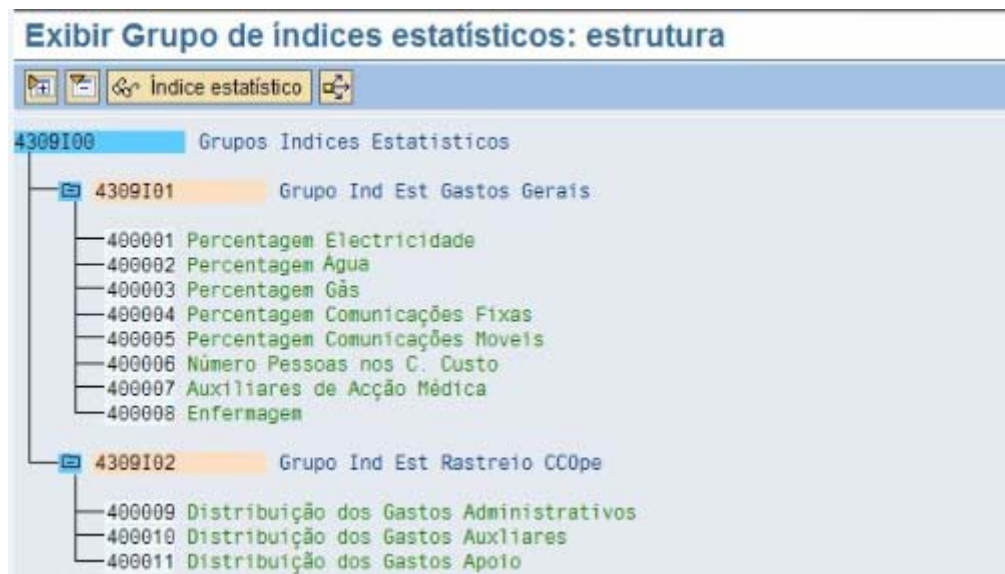 Exibir Grupo de índices estatísticos: estrutura
Índice estatístico
4309I00 Grupos Indices Estatisticos
4309I01 Grupo Ind Est Gastos Gerais
400001 Percentagem Electricidade
400002 Percentagem Água
400003 Percentagem Gás
400004 Percentagem Comunicações Fixas
400005 Percentagem Comunicações Moveis
400006 Número Pessoas nos C. Custo
400007 Auxiliares de Acção Médica
400008 Enfermagem
4309I02 Grupo Ind Est Rastreio CCOpe
400009 Distribuição dos Gastos Administrativos
400010 Distribuição dos Gastos Auxliares
400011 Distribuição dos Gastos Apoio